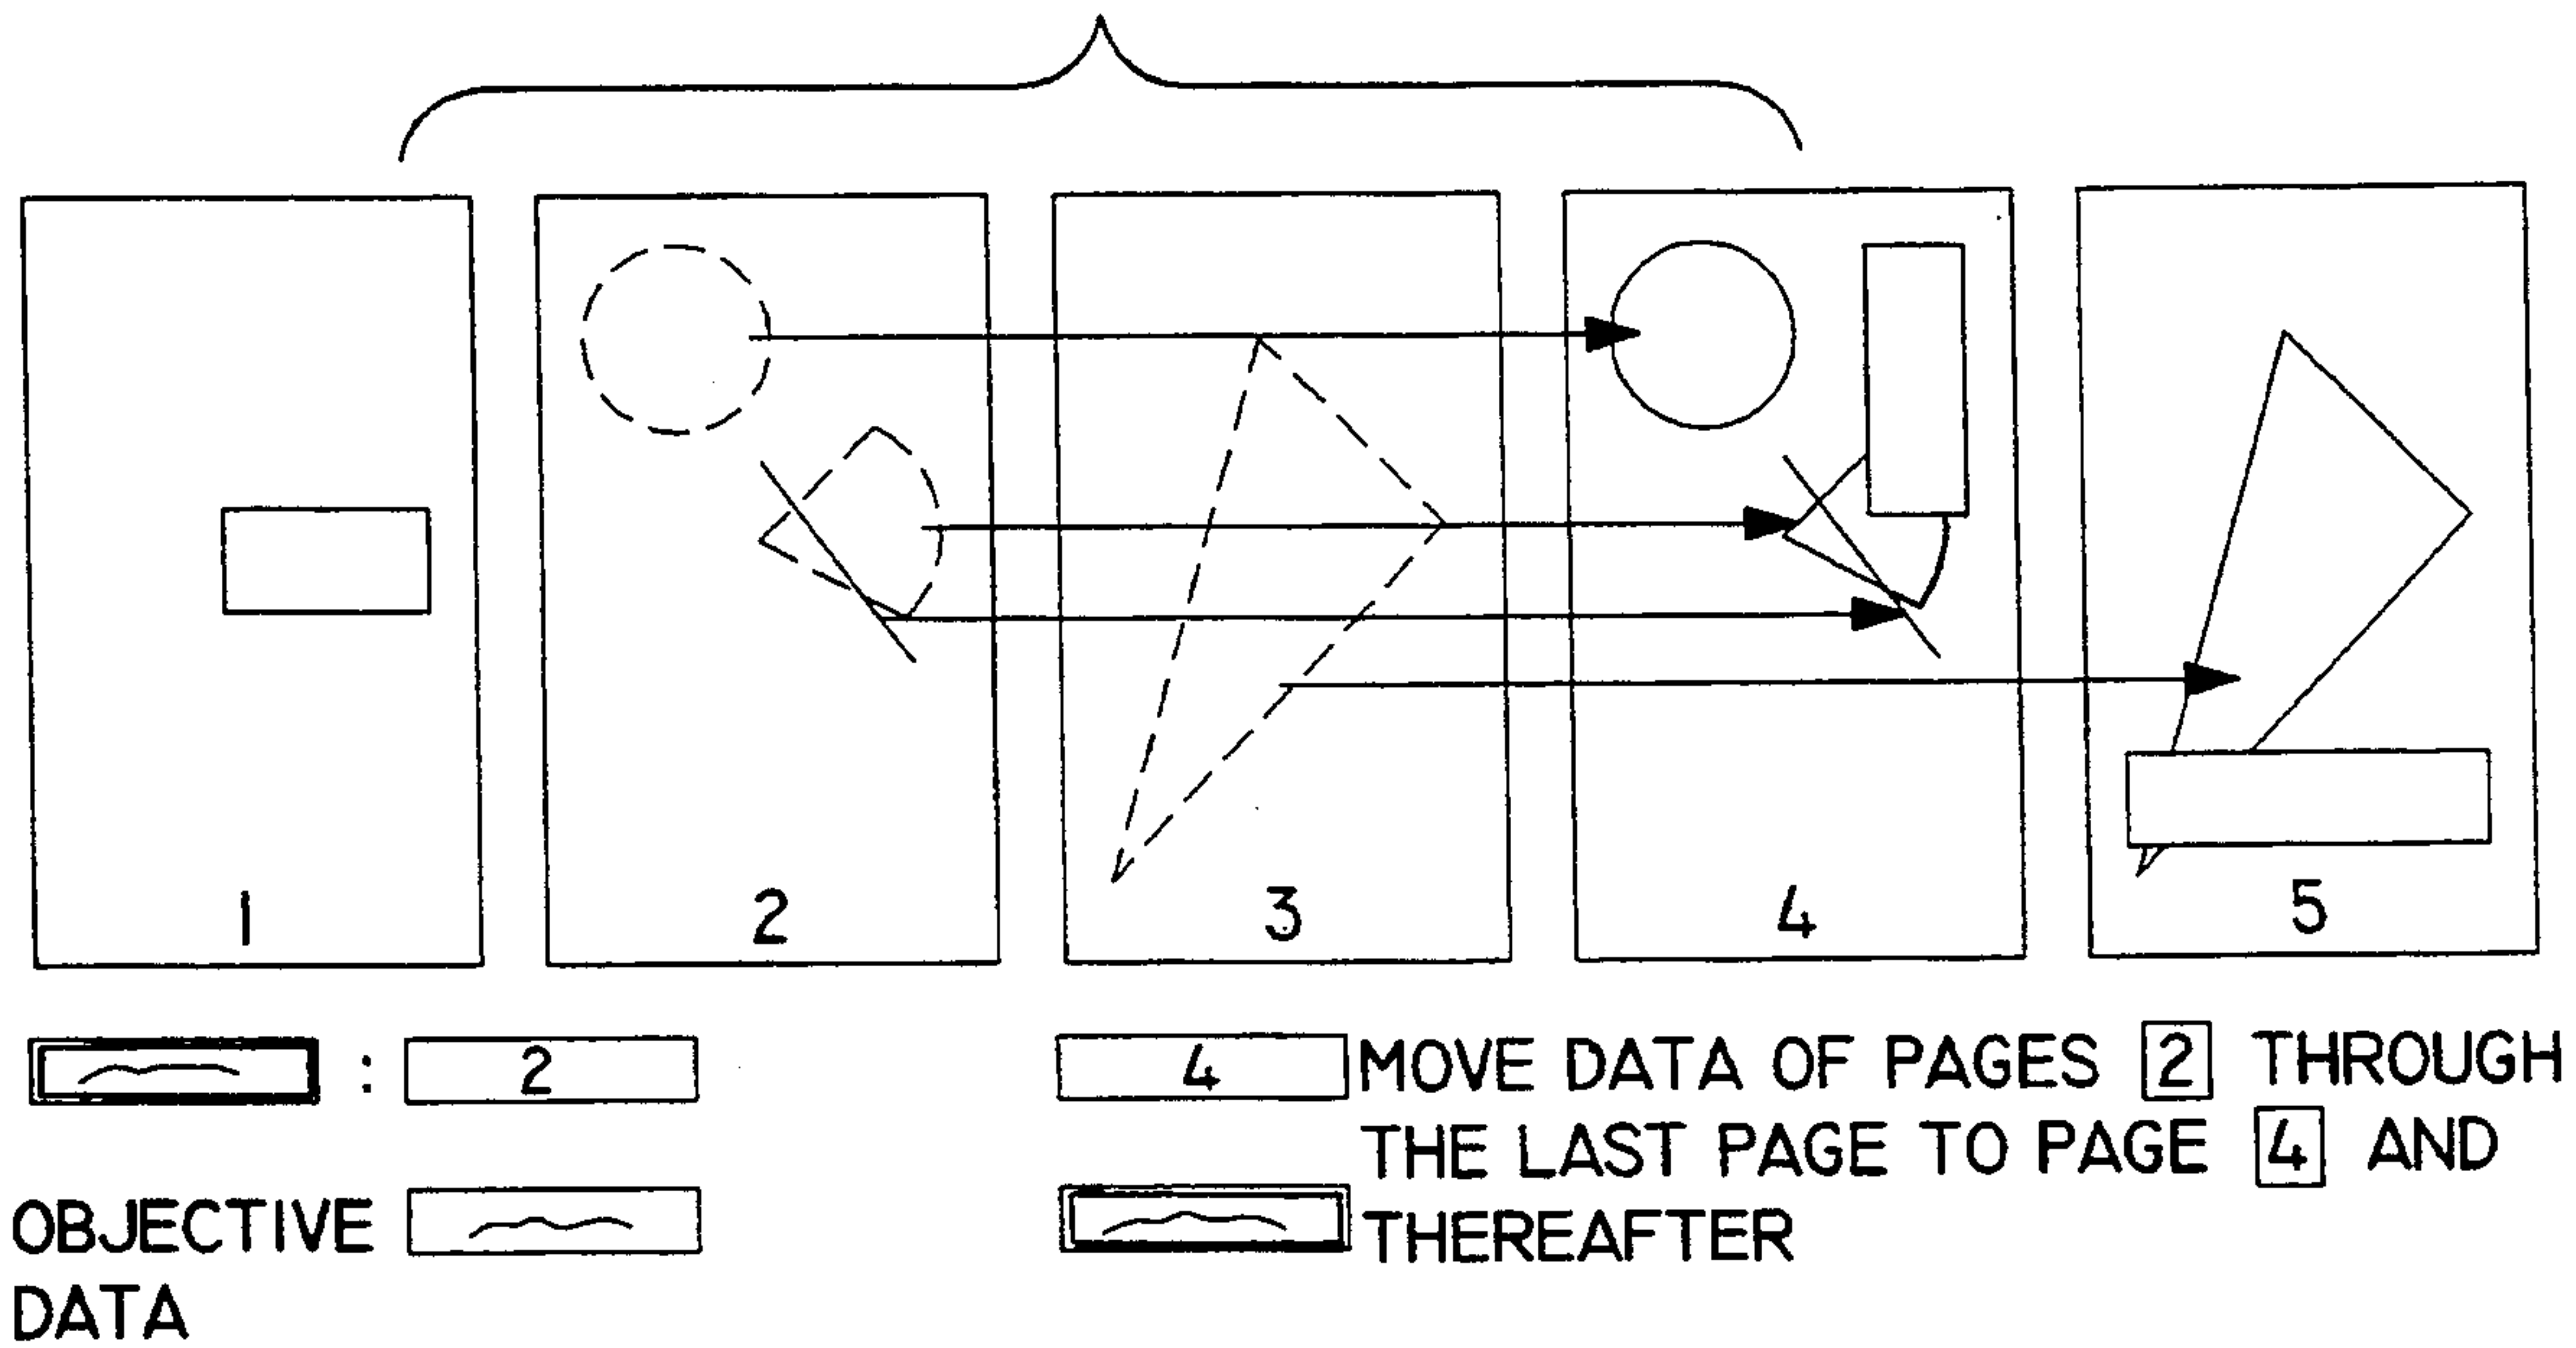 1 2 3 4 5
: 2 4 MOVE DATA OF PAGES 2 THROUGH
THE LAST PAGE TO PAGE 4 AND
OBJECTIVE THEREAFTER
DATA